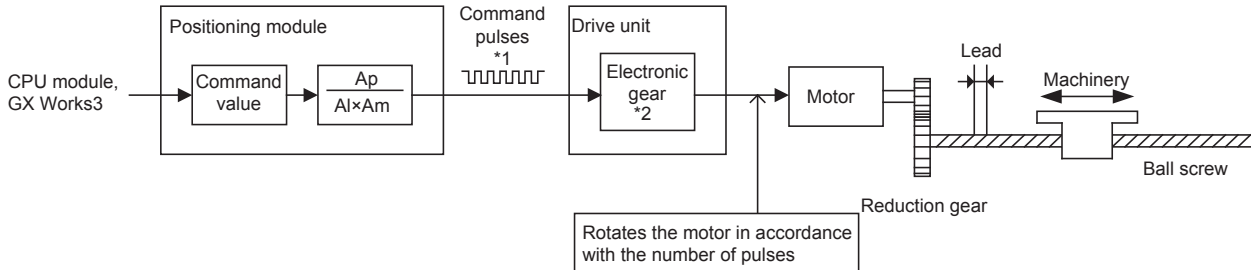 Positioning module
Command
pulses
*1
Drive unit
CPU module,
GX Works3
Command
value
Ap
Al×Am
Electronic
gear
*2
Motor
Lead
Machinery
Ball screw
Reduction gear
Rotates the motor in accordance
with the number of pulses